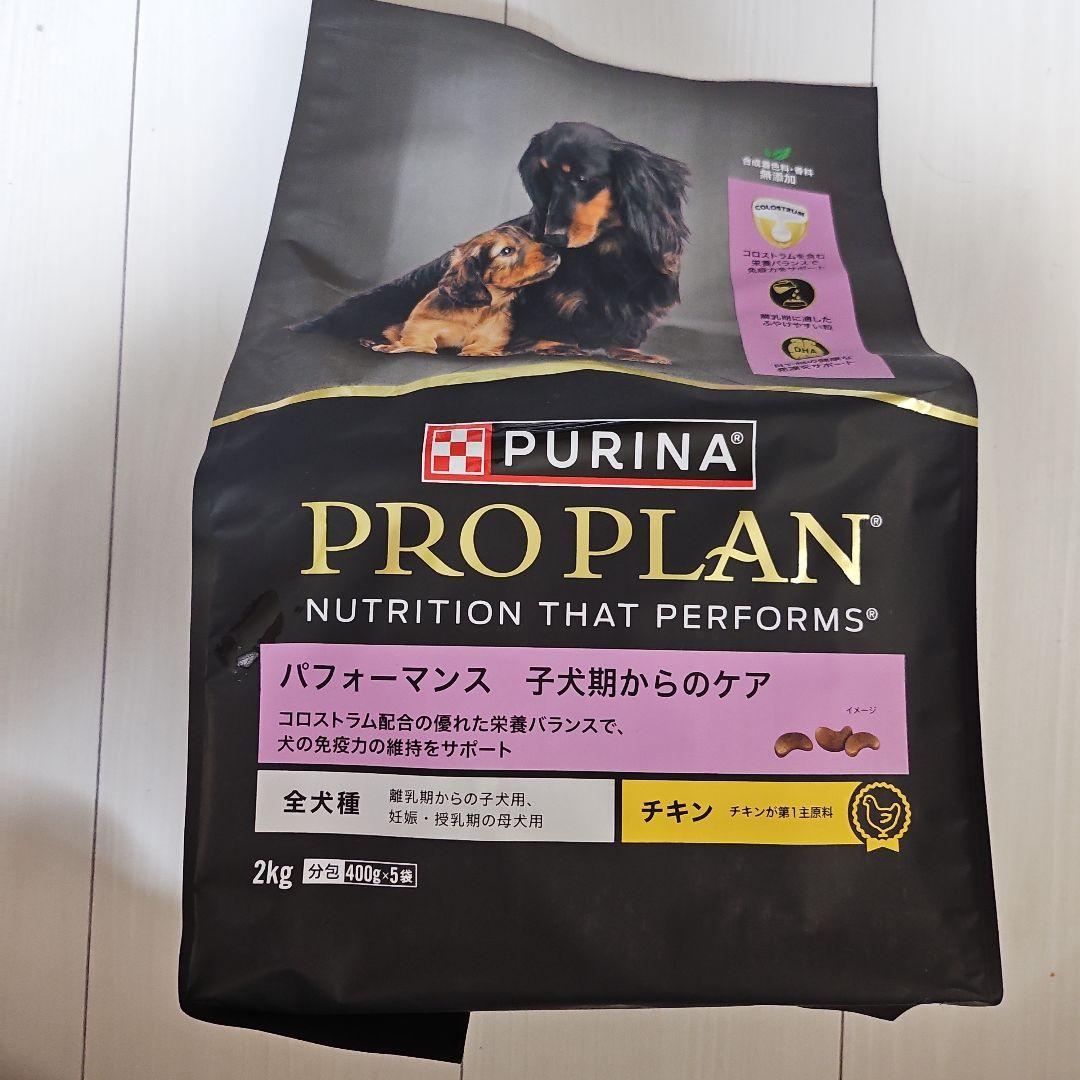 合成着色料・香料
無添加
COLOSTRUM
コロストラムを含む
栄養バランスで
免疫力をサポート
離乳期に適した
ふやけやすい粒
DHA
発達をサポート
PURINA®
PRO PLAN®
NUTRITION THAT PERFORMS®
パフォーマンス 子犬期からのケア
コロストラム配合の優れた栄養バランスで、
犬の免疫力の維持をサポート
イメージ
全犬種
離乳期からの子犬用、
妊娠・授乳期の母犬用
チキン チキンが第1主原料
2kg 分包 400g×5袋